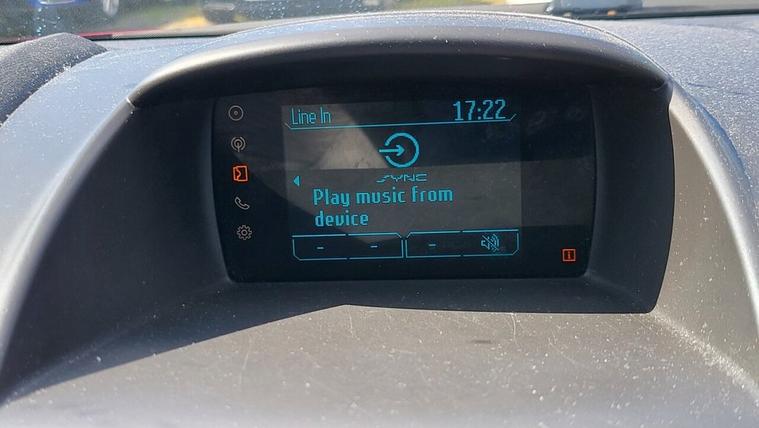 Line In 17:22
SYNC
Play music from
device
- - -
i